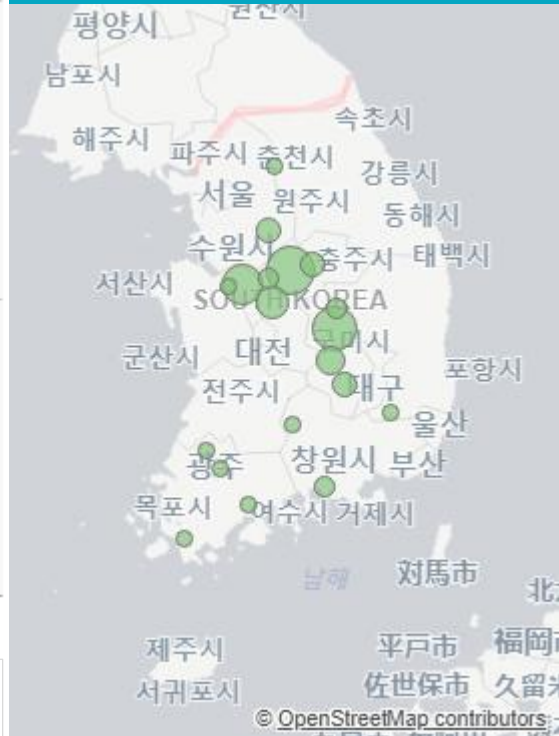 원산시
평양시
남포시
속초시
해주시
파주시
춘천시
강릉시
서울
원주시
동해시
수원시
충주시
태백시
서산시
SOUTH KOREA
구미시
대전
군산시
포항시
전주시
대구
울산
광주
창원시
부산
목포시
여수시
거제시
남해
対馬市
北
제주시
平戸市
福岡市
서귀포시
佐世保市
久留米
© OpenStreetMap contributors